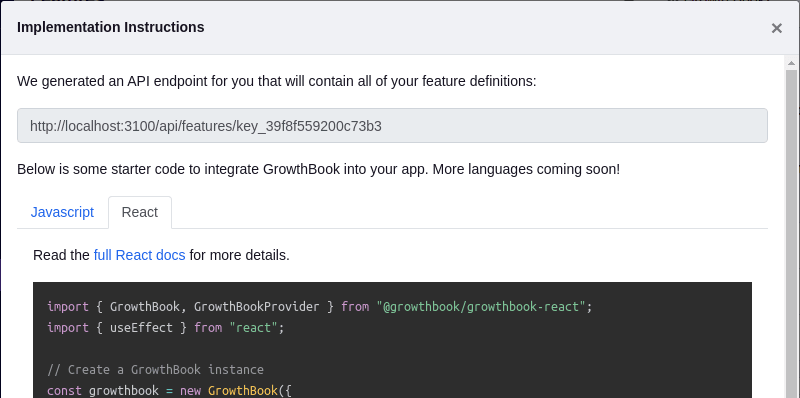 Implementation Instructions
×
We generated an API endpoint for you that will contain all of your feature definitions:
http://localhost:3100/api/features/key_39f8f559200c73b3
Below is some starter code to integrate GrowthBook into your app. More languages coming soon!
Javascript React
Read the full React docs for more details.
import { GrowthBook, GrowthBookProvider } from "@growthbook/growthbook-react";
import { useEffect } from "react";
// Create a GrowthBook instance
const growthbook = new GrowthBook({